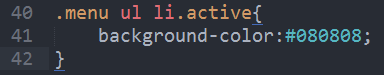 40 .menu ul li.active{
41     background-color:#080808;
42 }